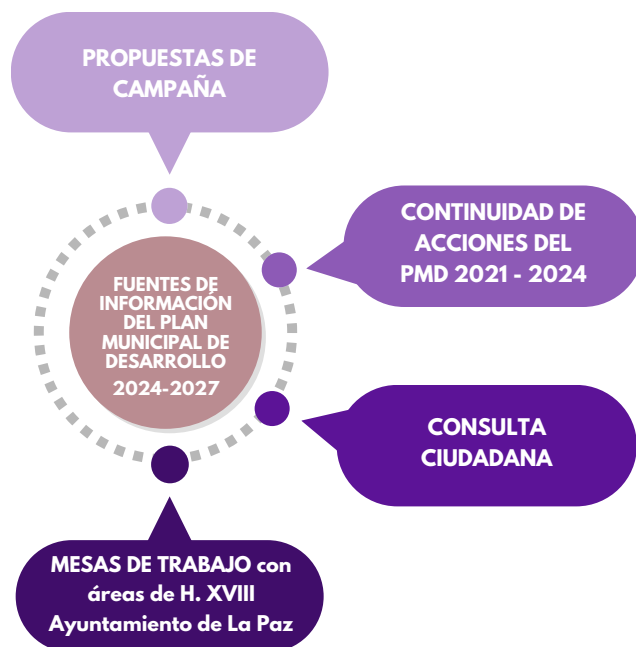 PROPUESTAS DE
CAMPAÑA
CONTINUIDAD DE
ACCIONES DEL
PMD 2021 - 2024
FUENTES DE
INFORMACIÓN
DEL PLAN
MUNICIPAL DE
DESARROLLO
2024-2027
CONSULTA
CIUDADANA
MESAS DE TRABAJO con
áreas de H. XVIII
Ayuntamiento de La Paz